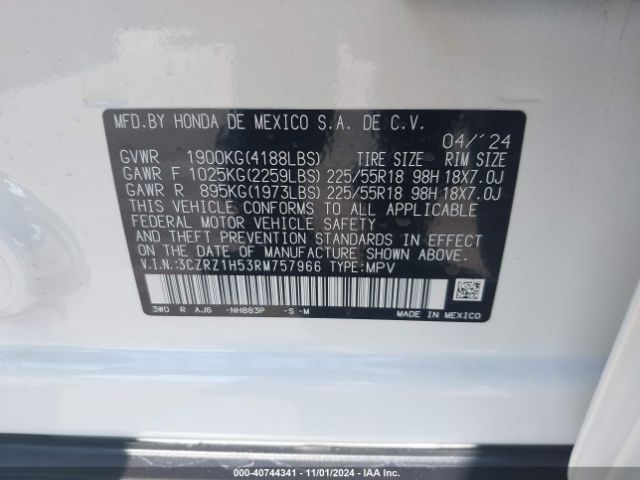 MFD.BY HONDA DE MEXICO S.A. DE C.V.
04/'24
GVWR 1900KG(4188LBS) TIRE SIZE RIM SIZE
GAWR F 1025KG(2259LBS) 225/55R18 98H 18X7.0J
GAWR R 895KG(1973LBS) 225/55R18 98H 18X7.0J
THIS VEHICLE CONFORMS TO ALL APPLICABLE
FEDERAL MOTOR VEHICLE SAFETY
AND THEFT PREVENTION STANDARDS IN EFFECT
ON THE DATE OF MANUFACTURE SHOWN ABOVE.
V.I.N.:3CZRZ1H53RM757966 TYPE:MPV
3W0 R AJ6 -NH883P -S-M
MADE IN MEXICO
© - 40744341 - 11/01/2024 - IAAI.COM